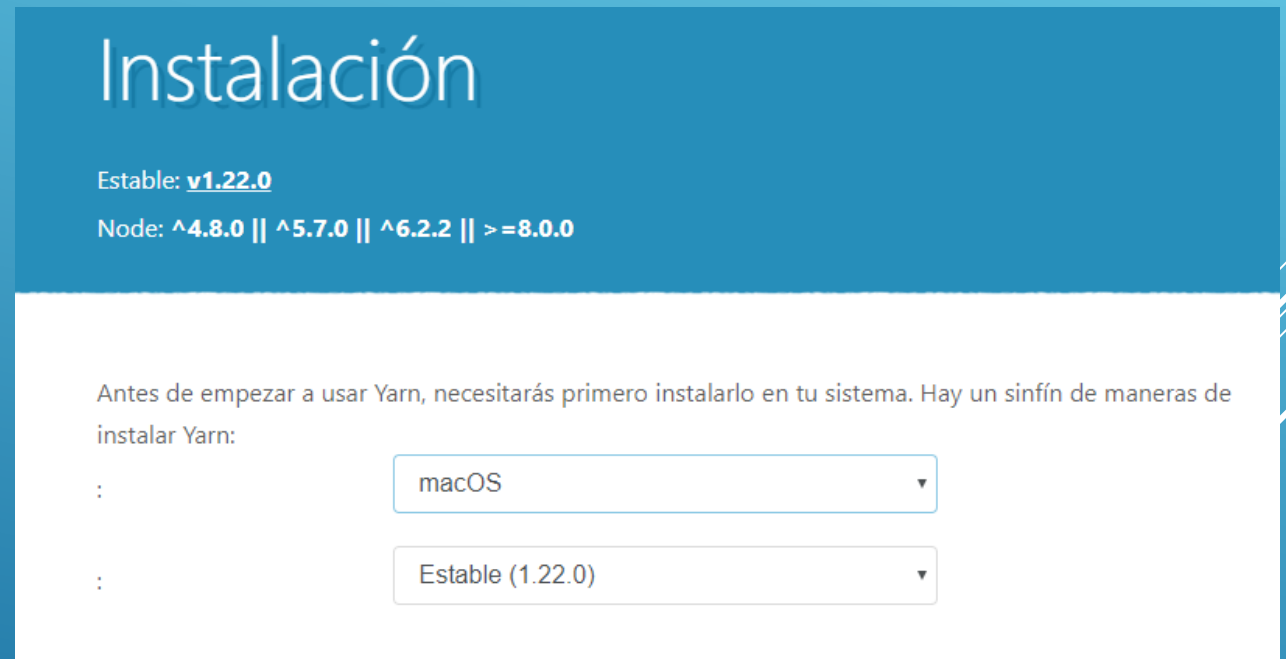 Instalación
Estable: v1.22.0
Node: ^4.8.0 || ^5.7.0 || ^6.2.2 || >=8.0.0
Antes de empezar a usar Yarn, necesitarás primero instalarlo en tu sistema. Hay un sinfín de maneras de
instalar Yarn:
: macOS
: Estable (1.22.0)